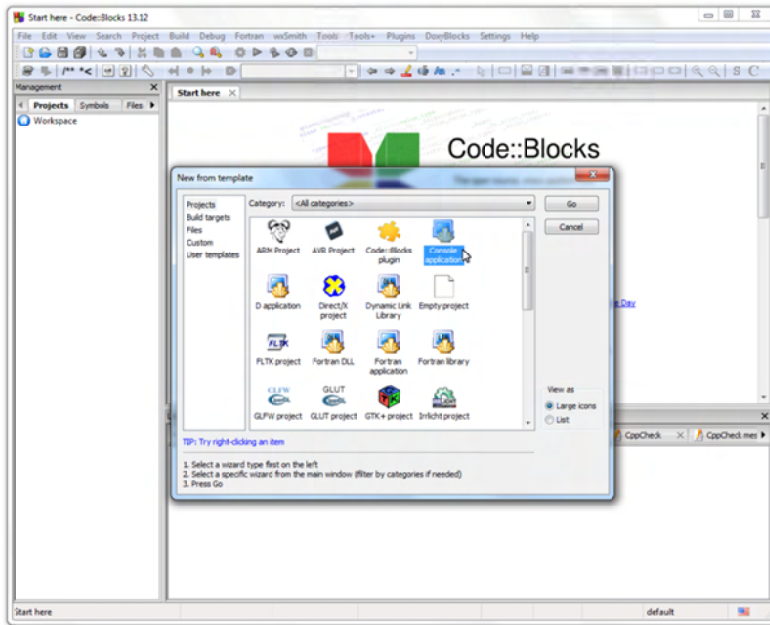 Start here - Code::Blocks 13.12
File Edit View Search Project Build Debug Fortran wxSmith Tools Tools+ Plugins DoxyBlocks Settings Help
Management
Projects Symbols Files
Workspace
Start here
Code::Blocks
New from template
Projects
Build targets
Files
Custom
User templates
Category: <All categories>
Go
Cancel
ARM Project AVR Project Code::Blocks plugin Console application
D application Direct/X project Dynamic Link Library Empty project
FLTK project Fortran DLL Fortran application Fortran library
GLFW project GLUT project GTK+ project Irrlicht project
View as
Large icons
List
TIP: Try right-clicking an item
1. Select a wizard type first on the left
2. Select a specific wizard from the main window (filter by categories if needed)
3. Press Go
Day
CppCheck CppCheck mes
Start here
default